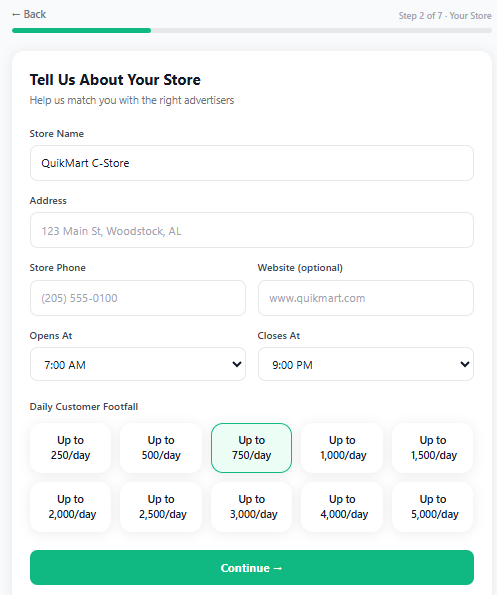 ← Back
Step 2 of 7 · Your Store
Tell Us About Your Store
Help us match you with the right advertisers
Store Name
QuikMart C-Store
Address
123 Main St, Woodstock, AL
Store Phone
Website (optional)
(205) 555-0100
www.quikmart.com
Opens At
Closes At
7:00 AM
9:00 PM
Daily Customer Footfall
Up to
250/day
Up to
500/day
Up to
750/day
Up to
1,000/day
Up to
1,500/day
Up to
2,000/day
Up to
2,500/day
Up to
3,000/day
Up to
4,000/day
Up to
5,000/day
Continue →